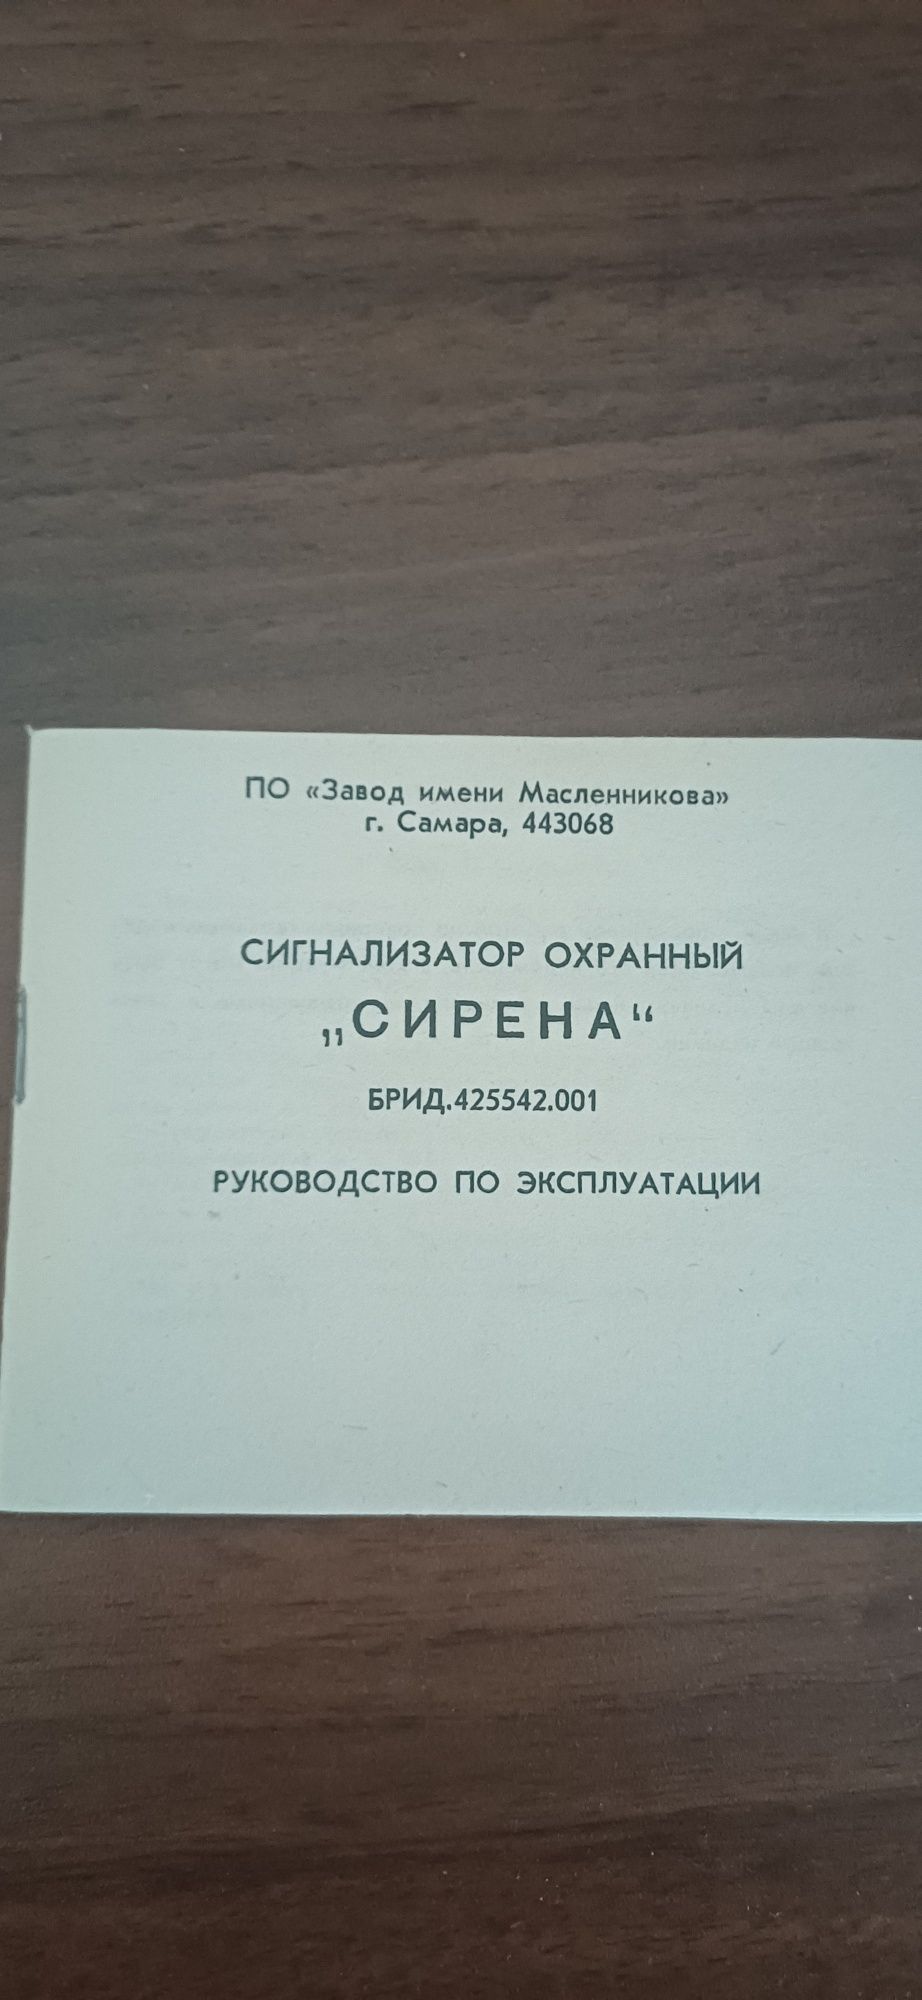 ПО «Завод имени Масленникова»
г. Самара, 443068
СИГНАЛИЗАТОР ОХРАННЫЙ
„СИРЕНА“
БРИД.425542.001
РУКОВОДСТВО ПО ЭКСПЛУАТАЦИИ